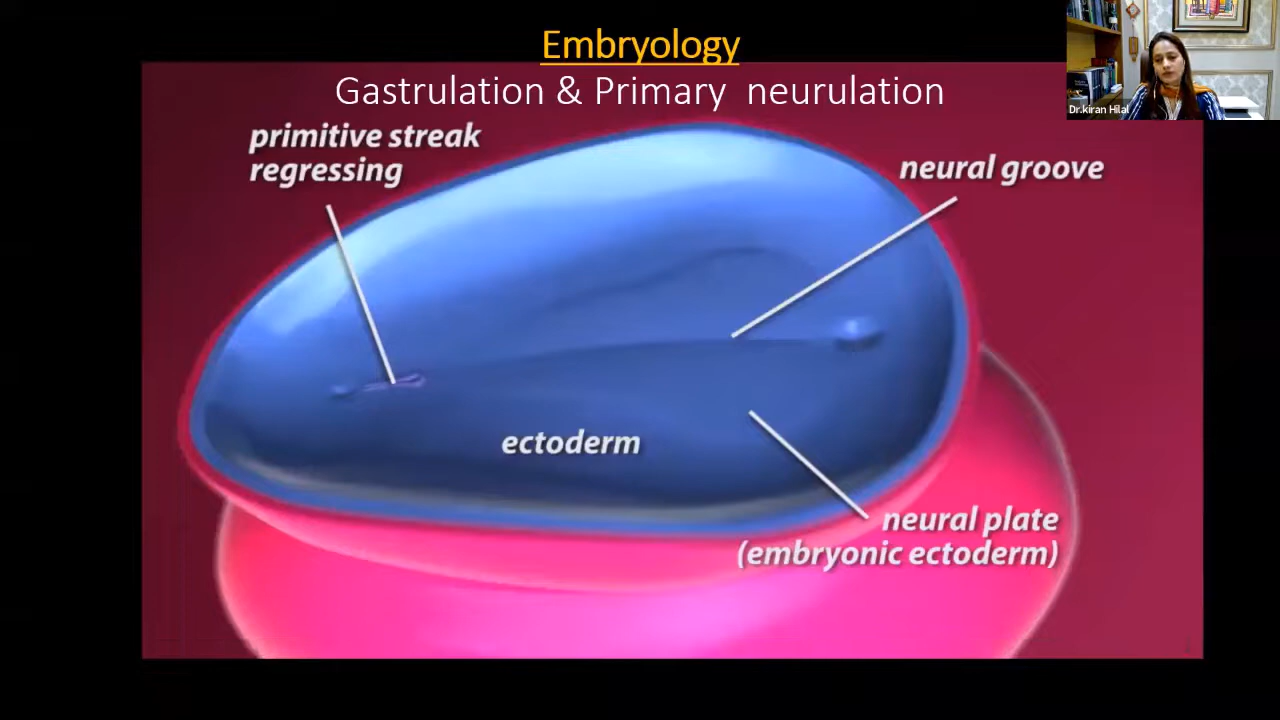 Embryology
Gastrulation & Primary neurulation
Dr.kiran Hilal
primitive streak
regressing
neural groove
ectoderm
neural plate
(embryonic ectoderm)